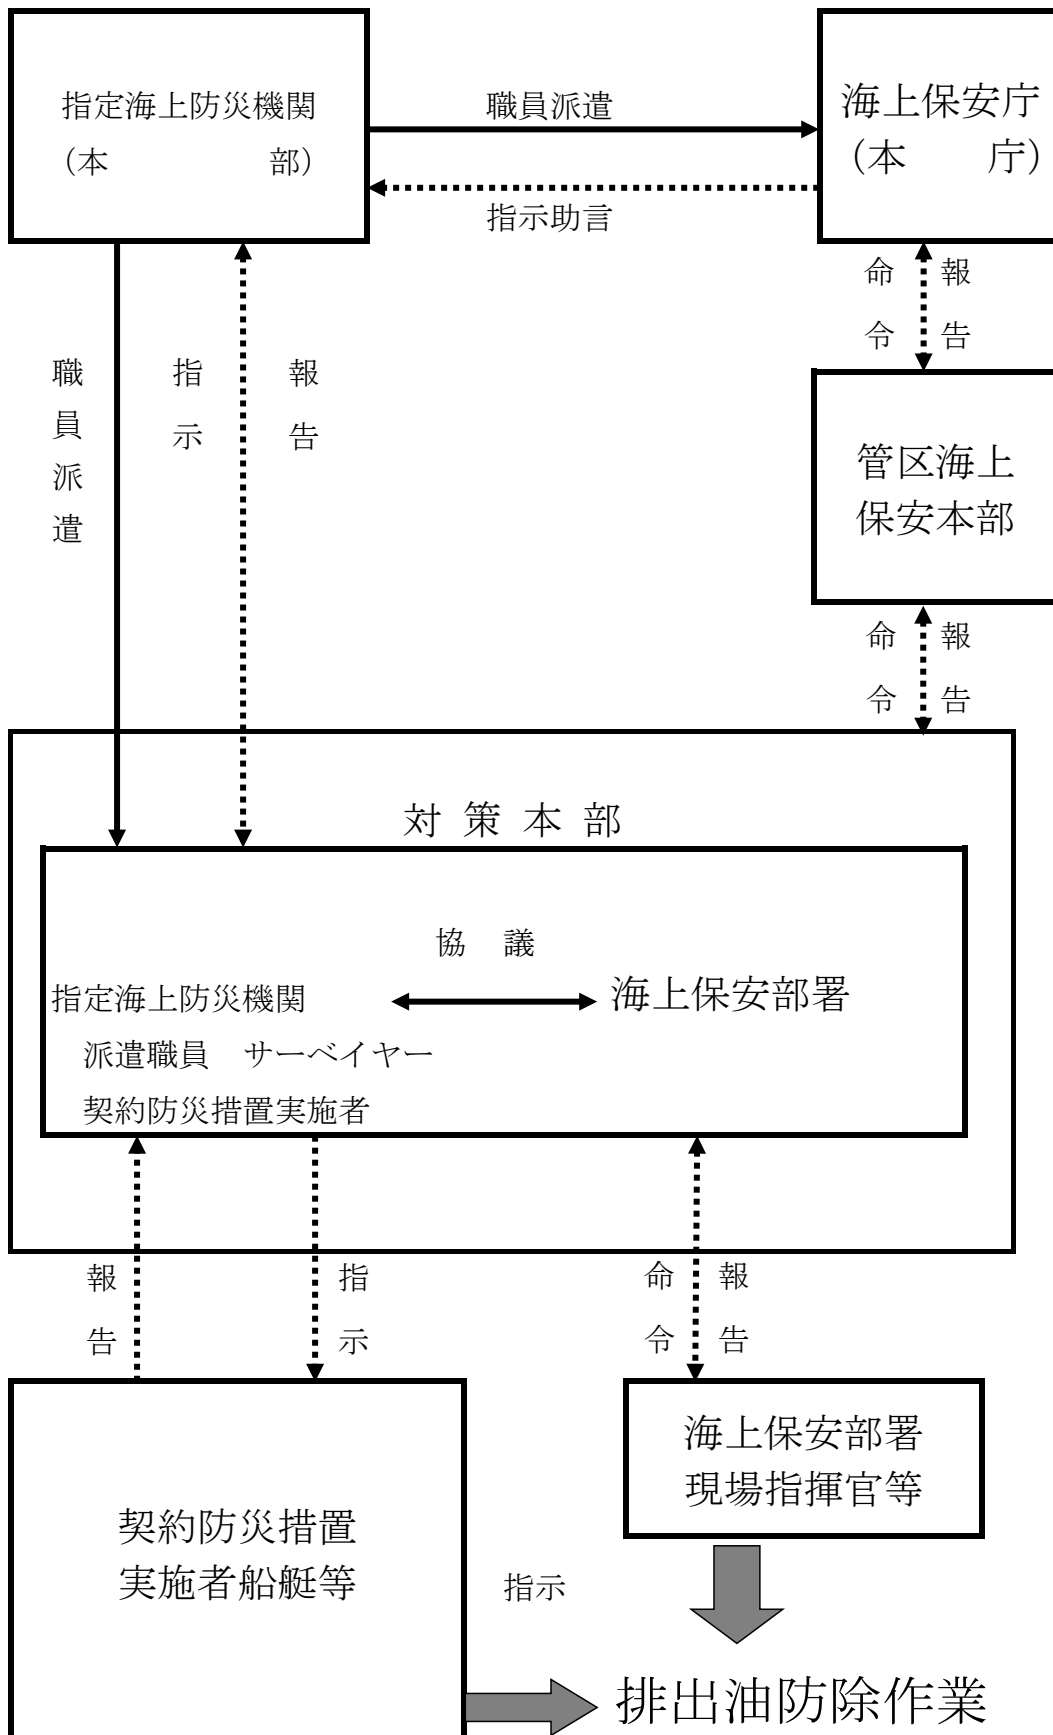 指定海上防災機関
（本　　　　　部）
職員派遣
指示助言
海上保安庁
（本　　庁）
命令
報告
職員派遣
指示
報告
管区海上
保安本部
命令
報告
対 策 本 部
協　議
指定海上防災機関
海上保安部署
派遣職員　サーベイヤー
契約防災措置実施者
報告
指示
命令
報告
契約防災措置
実施者船艇等
海上保安部署
現場指揮官等
指示
排出油防除作業